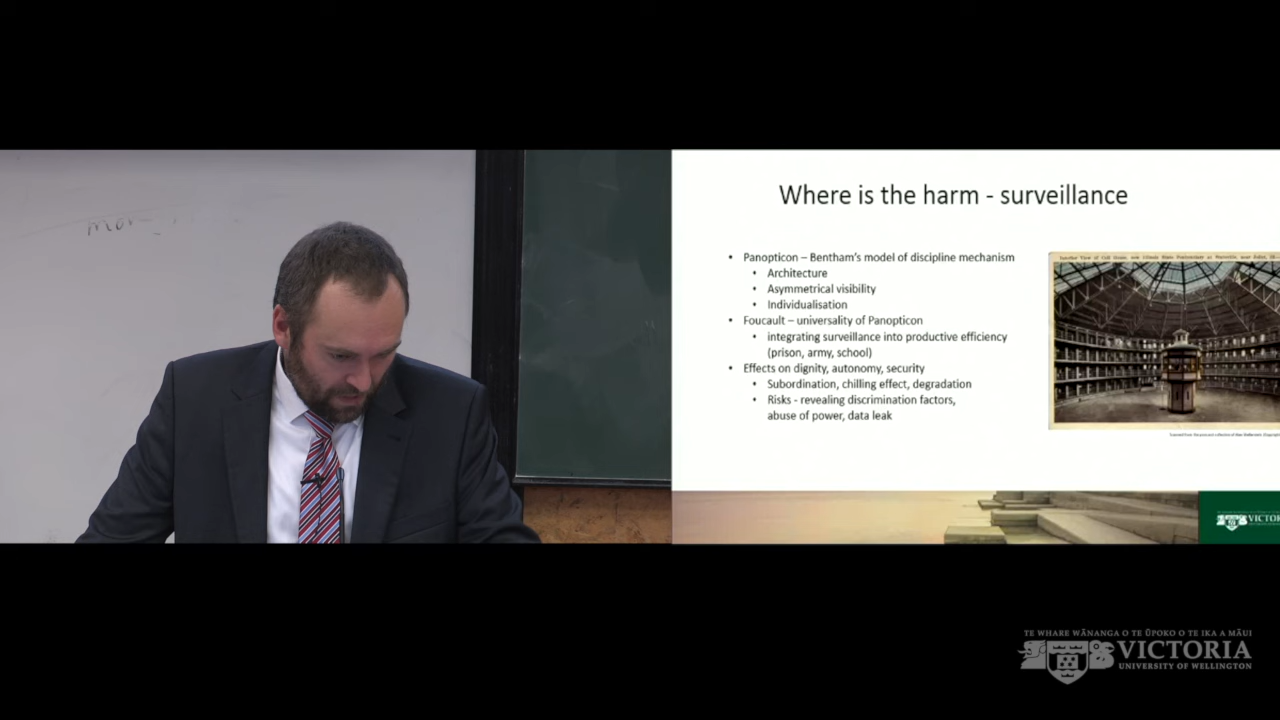 mon
Where is the harm - surveillance
• Panopticon – Bentham's model of discipline mechanism
• Architecture
• Asymmetrical visibility
• Individualisation
• Foucault – universality of Panopticon
• integrating surveillance into productive efficiency
(prison, army, school)
• Effects on dignity, autonomy, security
• Subordination, chilling effect, degradation
• Risks - revealing discrimination factors,
abuse of power, data leak
VICTO
TE WHARE WĀNANGA O TE ŪPOKO O TE IKA A MĀUI
VICTORIA
UNIVERSITY OF WELLINGTON